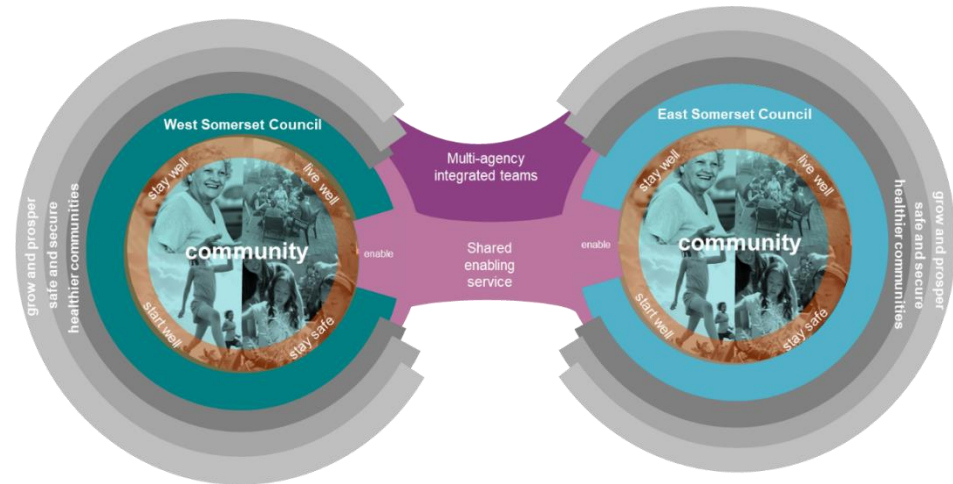 West Somerset Council
stay well
live well
community
start well
stay safe
enable
grow and prosper
safe and secure
healthier communities
Multi-agency
integrated teams
Shared
enabling
service
East Somerset Council
stay well
live well
community
start well
stay safe
enable
healthier communities
safe and secure
grow and prosper